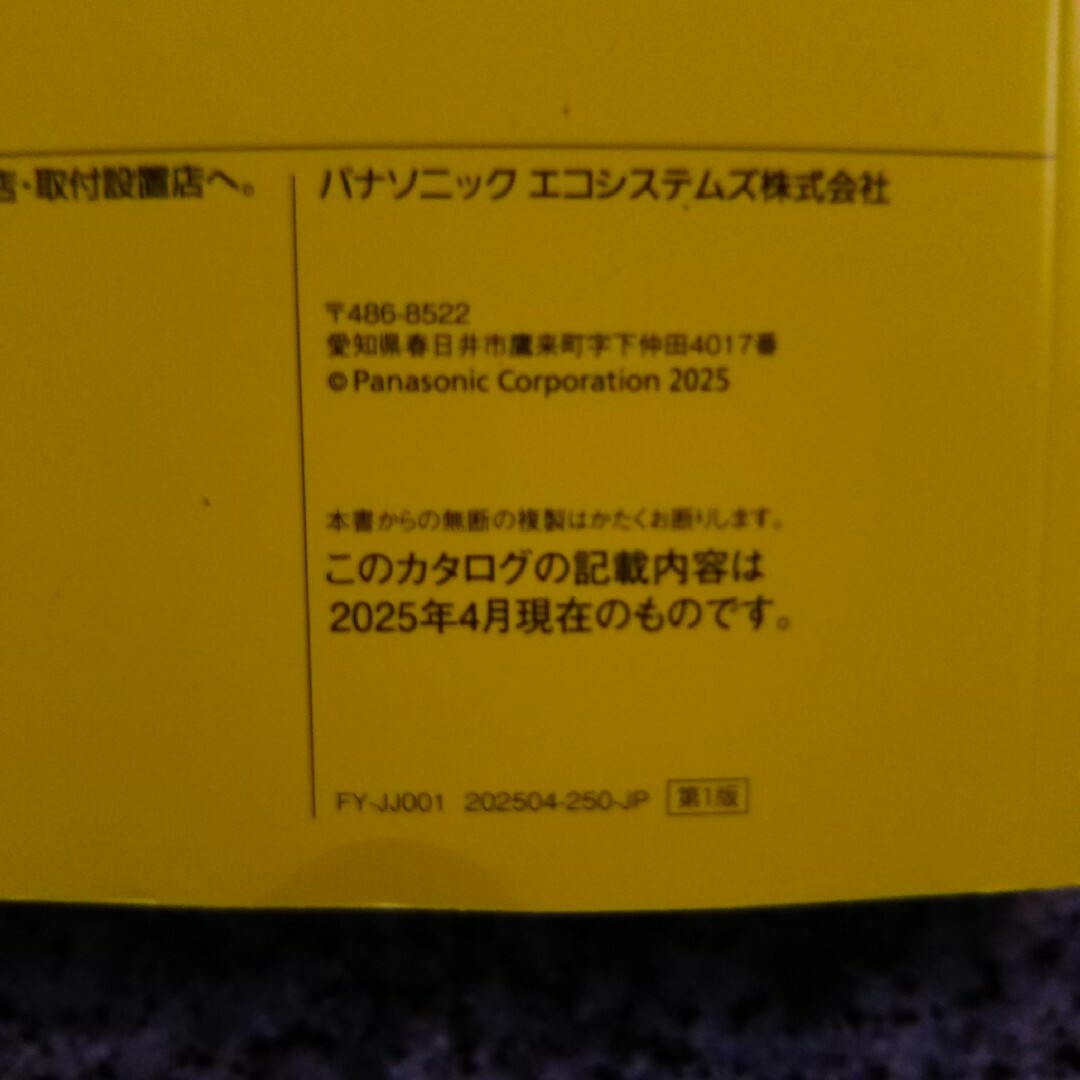 店・取付設置店へ。
パナソニック エコシステムズ株式会社
〒486-8522
愛知県春日井市鷹来町字下仲田4017番
©Panasonic Corporation 2025
本書からの無断の複製はかたくお断りします。
このカタログの記載内容は
2025年4月現在のものです。
FY-JJ001 202504-250-JP 第1版